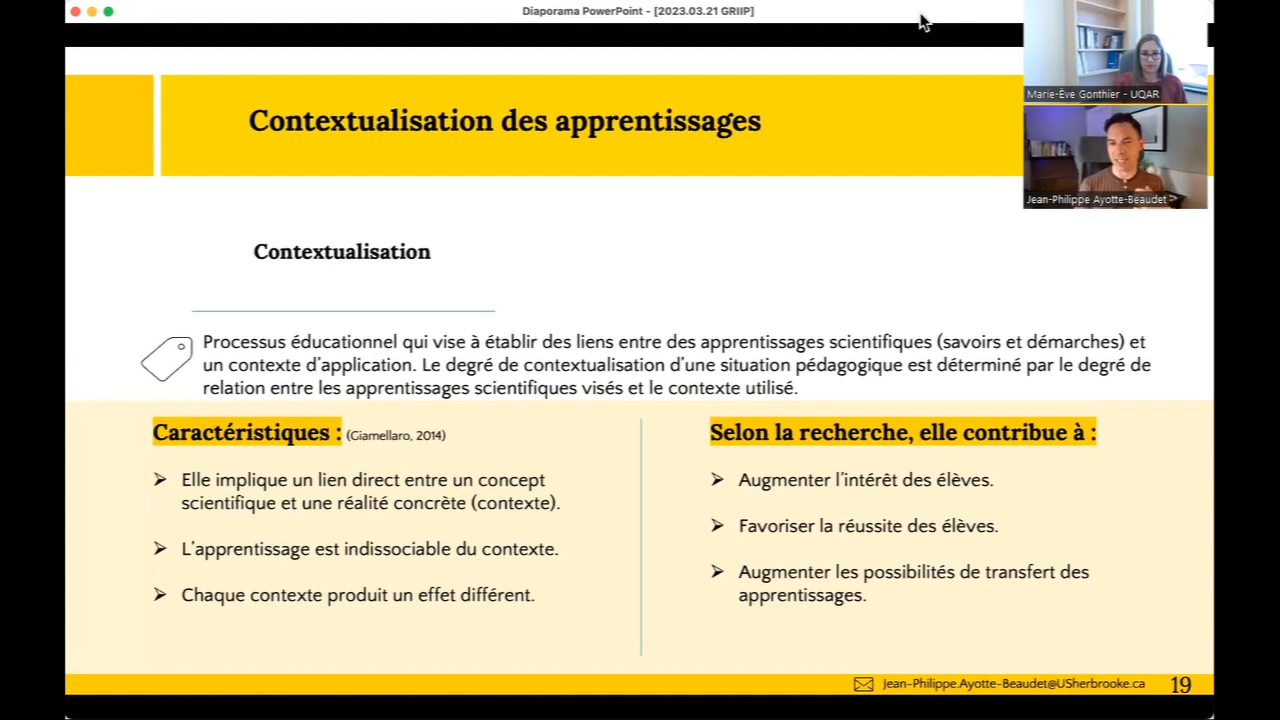 Diaporama PowerPoint - [2023.03.21 GRIIP]
Marie-Ève Gonthier - UQAR
Jean-Philippe Ayotte-Beaudet
Contextualisation des apprentissages
Contextualisation
Processus éducationnel qui vise à établir des liens entre des apprentissages scientifiques (savoirs et démarches) et
un contexte d'application. Le degré de contextualisation d'une situation pédagogique est déterminé par le degré de
relation entre les apprentissages scientifiques visés et le contexte utilisé.
Caractéristiques : (Giamellaro, 2014)
➢ Elle implique un lien direct entre un concept
scientifique et une réalité concrète (contexte).
➢ L'apprentissage est indissociable du contexte.
➢ Chaque contexte produit un effet différent.
Selon la recherche, elle contribue à :
➢ Augmenter l'intérêt des élèves.
➢ Favoriser la réussite des élèves.
➢ Augmenter les possibilités de transfert des
apprentissages.
Jean-Philippe.Ayotte-Beaudet@USherbrooke.ca 19